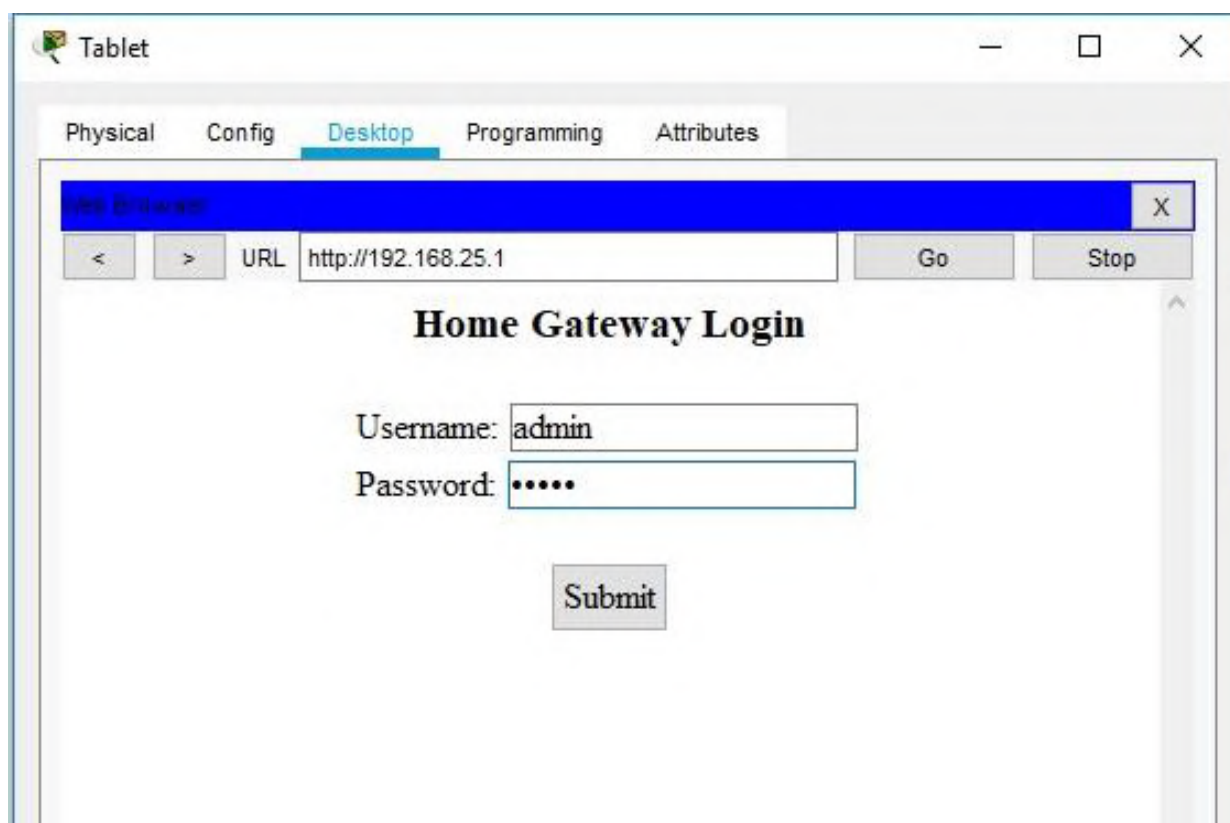 Tablet
Physical Config Desktop Programming Attributes
Web Browser X
< > URL http://192.168.25.1 Go Stop
Home Gateway Login
Username: admin
Password: •••••
Submit